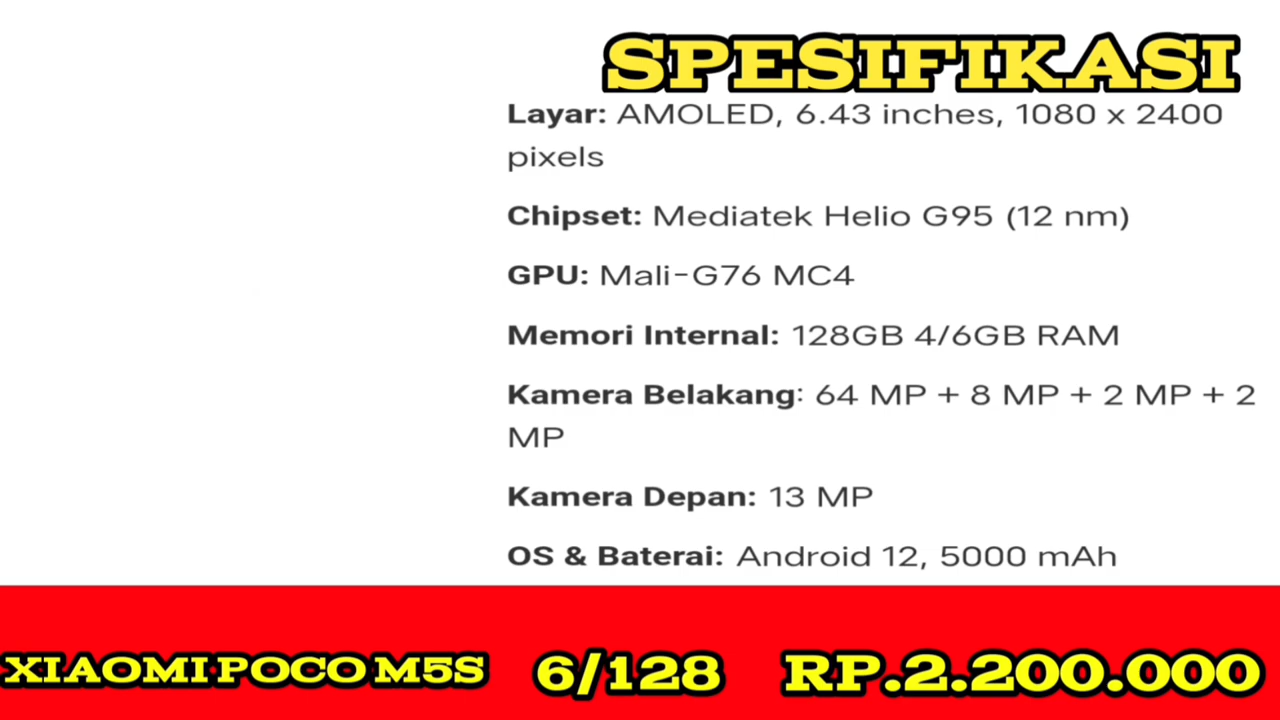 SPESIFIKASI
Layar: AMOLED, 6.43 inches, 1080 x 2400
pixels
Chipset: Mediatek Helio G95 (12 nm)
GPU: Mali-G76 MC4
Memori Internal: 128GB 4/6GB RAM
Kamera Belakang: 64 MP + 8 MP + 2 MP + 2
MP
Kamera Depan: 13 MP
OS & Baterai: Android 12, 5000 mAh
XIAOMI POCO M5S 6/128 RP.2.200.000